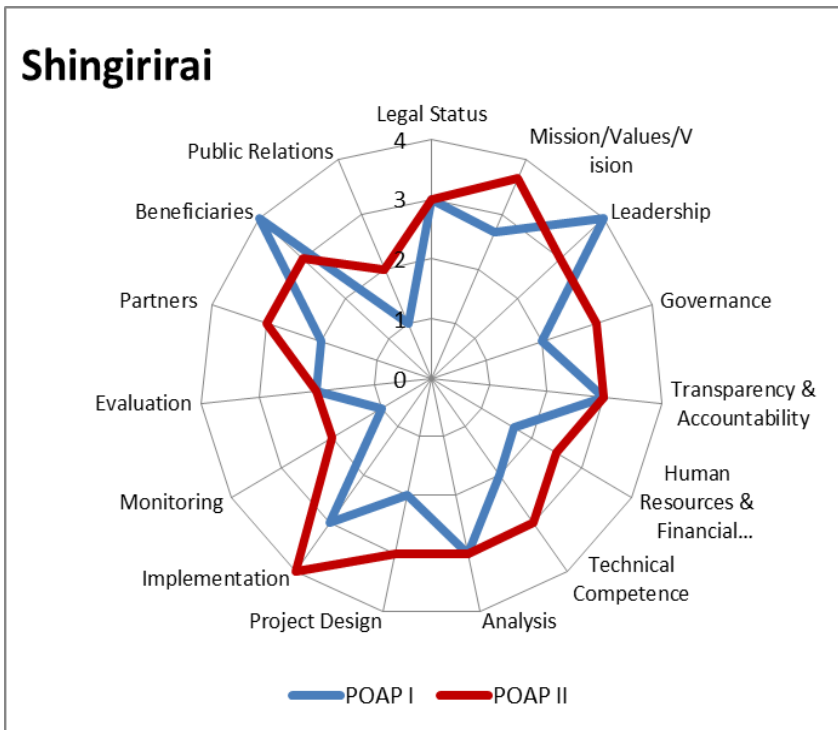 Shingirirai
Legal Status
Mission/Values/V
ision
Leadership
Governance
Transparency &
Accountability
Human
Resources &
Financial...
Technical
Competence
Analysis
Project Design
Implementation
Monitoring
Evaluation
Partners
Beneficiaries
Public Relations
4
3
2
1
0
POAP I
POAP II